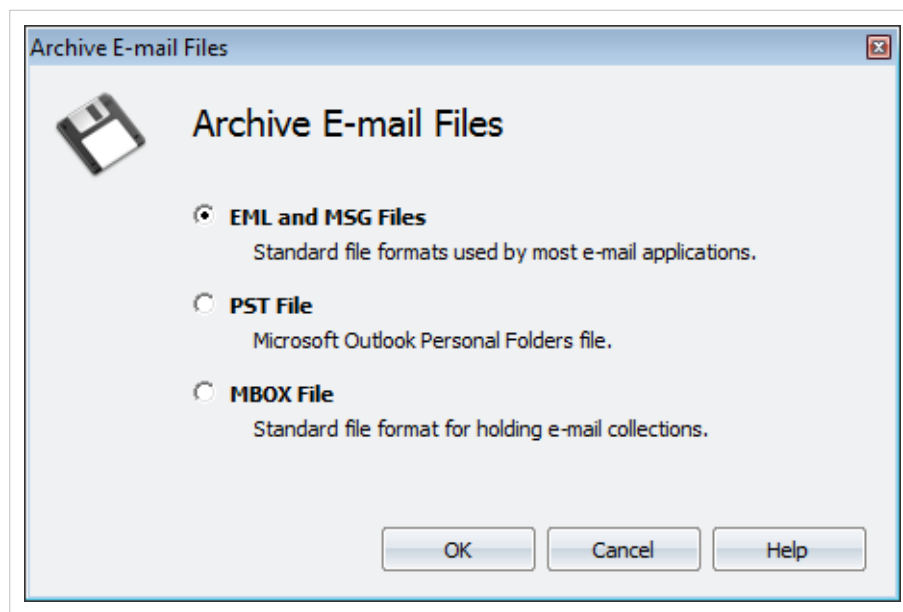 Archive E-mail Files
Archive E-mail Files
EML and MSG Files
Standard file formats used by most e-mail applications.
PST File
Microsoft Outlook Personal Folders file.
MBOX File
Standard file format for holding e-mail collections.
OK Cancel Help